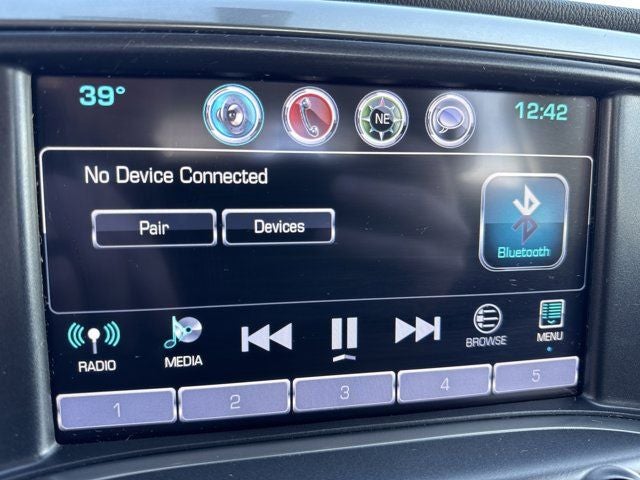 39°
NE
12:42
No Device Connected
Pair
Devices
Bluetooth
RADIO
MEDIA
BROWSE
MENU
1
2
3
4
5